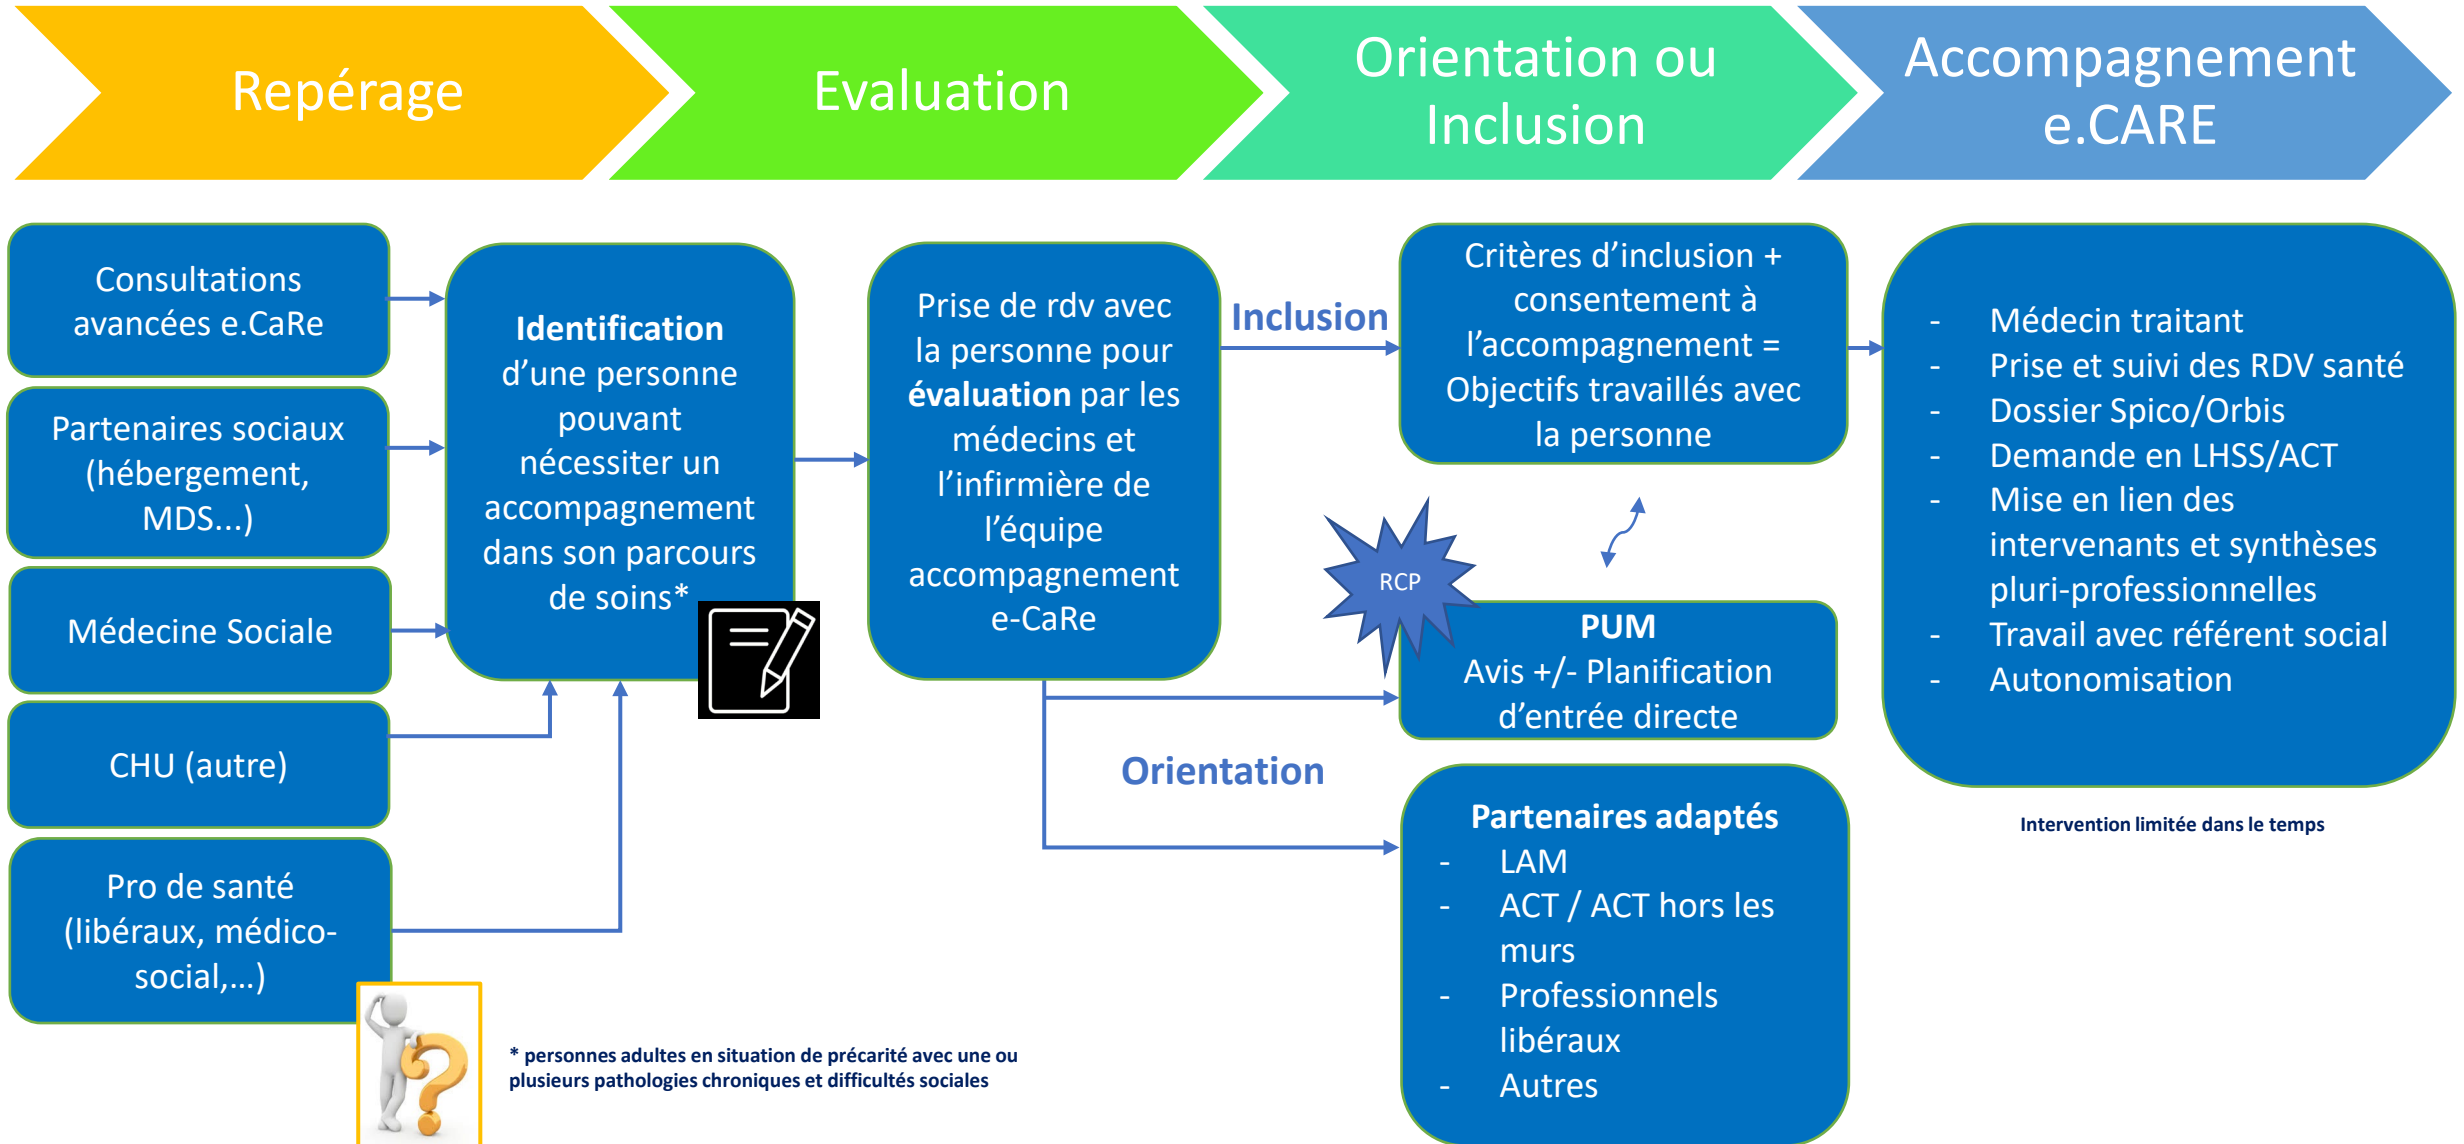 Repérage
Evaluation
Orientation ou
Inclusion
Accompagnement
e.CARE
Consultations
avancées e.CaRe
Partenaires sociaux
(hébergement,
MDS...)
Médecine Sociale
CHU (autre)
Pro de santé
(libéraux, médico-
social,...)
Identification
d'une personne
pouvant
nécessiter un
accompagnement
dans son parcours
de soins*
* personnes adultes en situation de précarité avec une ou
plusieurs pathologies chroniques et difficultés sociales
Prise de rdv avec
la personne pour
évaluation par les
médecins et
l'infirmière de
l'équipe
accompagnement
e-CaRe
Inclusion
Orientation
Critères d'inclusion +
consentement à
l'accompagnement =
Objectifs travaillés avec
la personne
RCP
PUM
Avis +/- Planification
d'entrée directe
Partenaires adaptés
- LAM
- ACT / ACT hors les
murs
- Professionnels
libéraux
- Autres
- Médecin traitant
- Prise et suivi des RDV santé
- Dossier Spico/Orbis
- Demande en LHSS/ACT
- Mise en lien des
intervenants et synthèses
pluri-professionnelles
- Travail avec référent social
- Autonomisation
Intervention limitée dans le temps